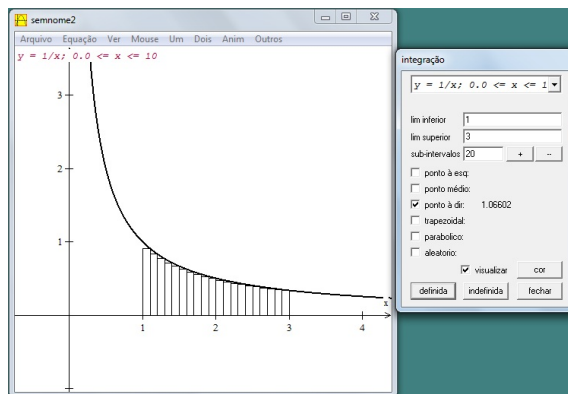 semnome2
Arquivo Equação Ver Mouse Um Dois Anim Outros
y = 1/x; 0.0 <= x <= 10
3
2
1
1
2
3
4
x
integração
y = 1/x; 0.0 <= x <= 1
lim inferior 1
lim superior 3
sub-intervalos 20 + --
ponto à esq:
ponto médio:
ponto à dir: 1.06602
trapezoidal:
parabolico:
aleatorio:
visualizar cor
definida indefinida fechar